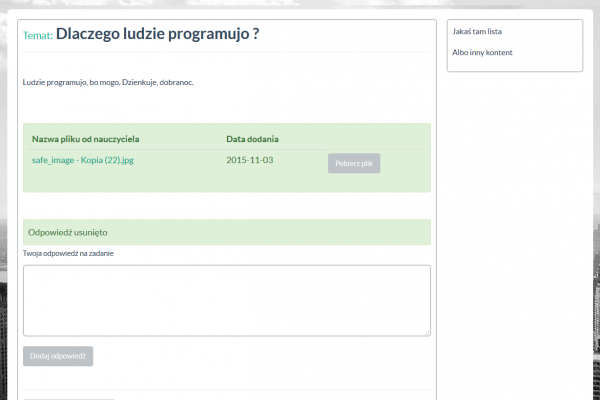 Temat: Dlaczego ludzie programujo ?
Jakaś tam lista
Albo inny kontent
Ludzie programujo, bo mogo. Dzienkuje, dobranoc.
Nazwa pliku od nauczyciela Data dodania
safe_image - Kopia (22).jpg 2015-11-03 Pobierz plik
Odpowiedź usunięto
Twoja odpowiedź na zadanie
Dodaj odpowiedź